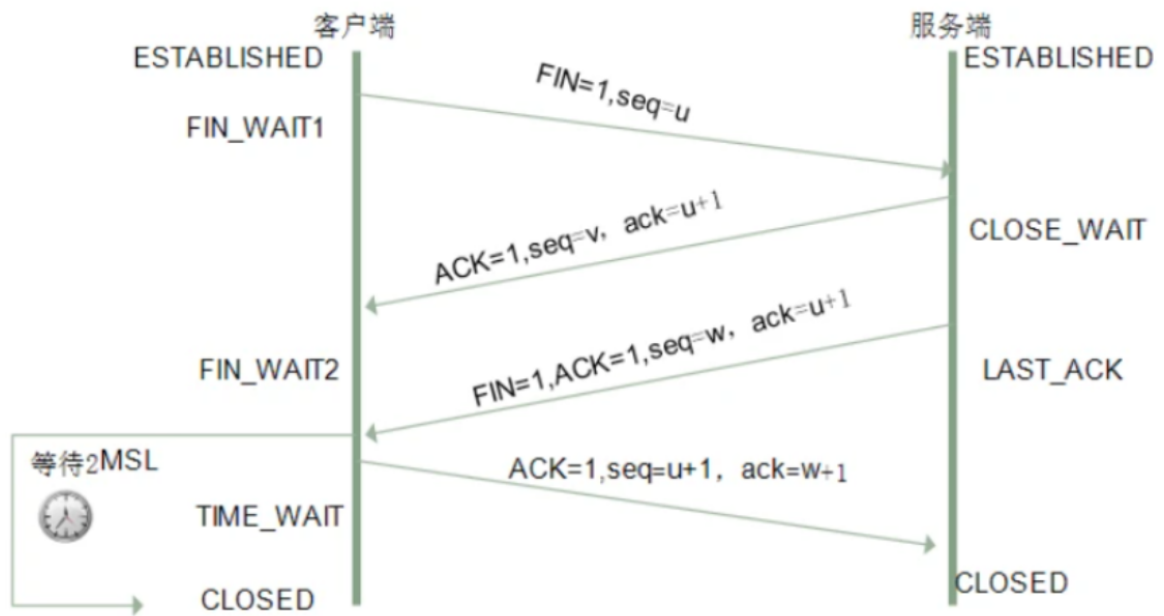 客户端
服务端
ESTABLISHED
ESTABLISHED
FIN=1,seq=u
FIN_WAIT1
ACK=1,seq=v，ack=u+1
CLOSE_WAIT
FIN=1,ACK=1,seq=w，ack=u+1
FIN_WAIT2
LAST_ACK
等待2MSL
ACK=1,seq=u+1，ack=w+1
TIME_WAIT
CLOSED
CLOSED